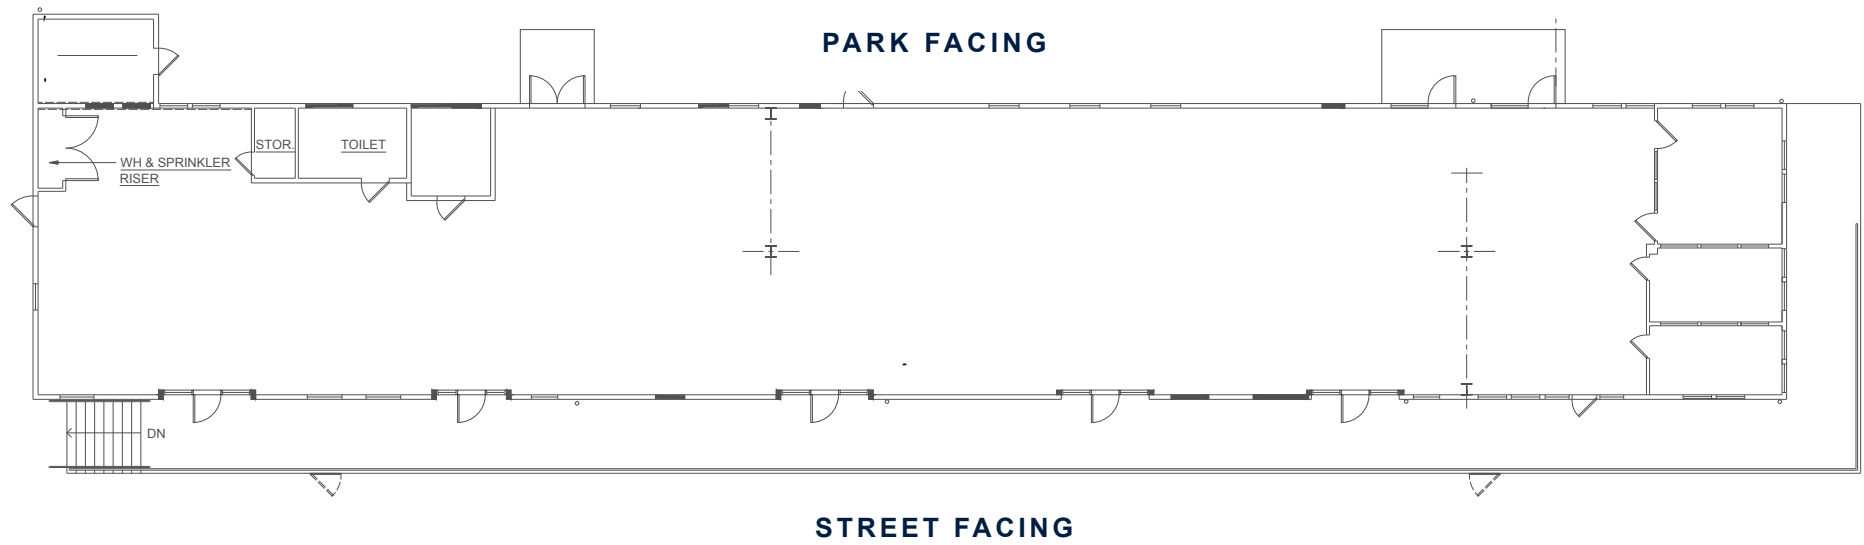 PARK FACING
STOR.
TOILET
WH & SPRINKLER
RISER
DN
STREET FACING